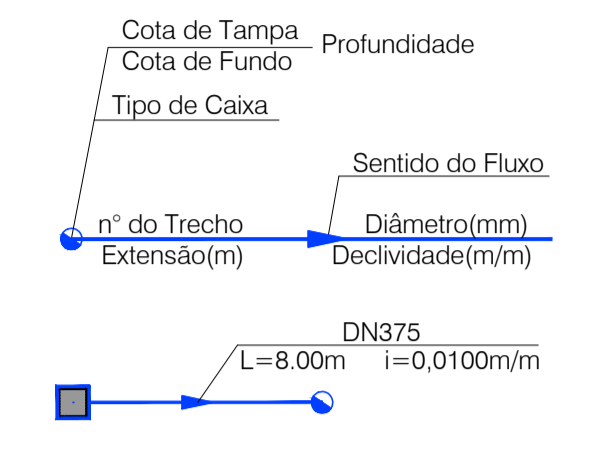 Cota de Tampa
Cota de Fundo
Profundidade
Tipo de Caixa
Sentido do Fluxo
n° do Trecho
Extensão(m)
Diâmetro(mm)
Declividade(m/m)
DN375
L=8.00m i=0,0100m/m